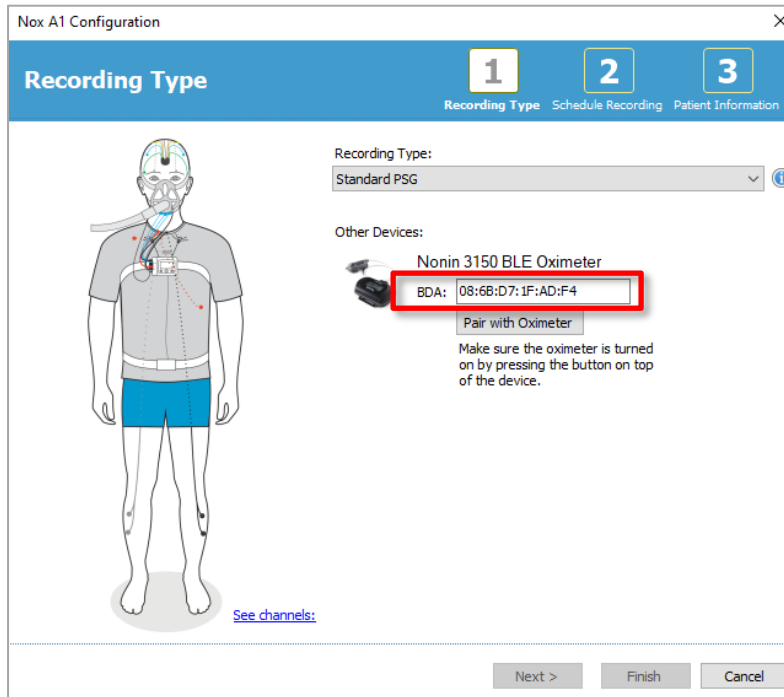 Nox A1 Configuration
Recording Type
1
2
3
Recording Type
Schedule Recording
Patient Information
Recording Type:
Standard PSG
Other Devices:
Nonin 3150 BLE Oximeter
BDA: 08:6B:D7:1F:AD:F4
Pair with Oximeter
Make sure the oximeter is turned
on by pressing the button on top
of the device.
See channels:
Next >
Finish
Cancel